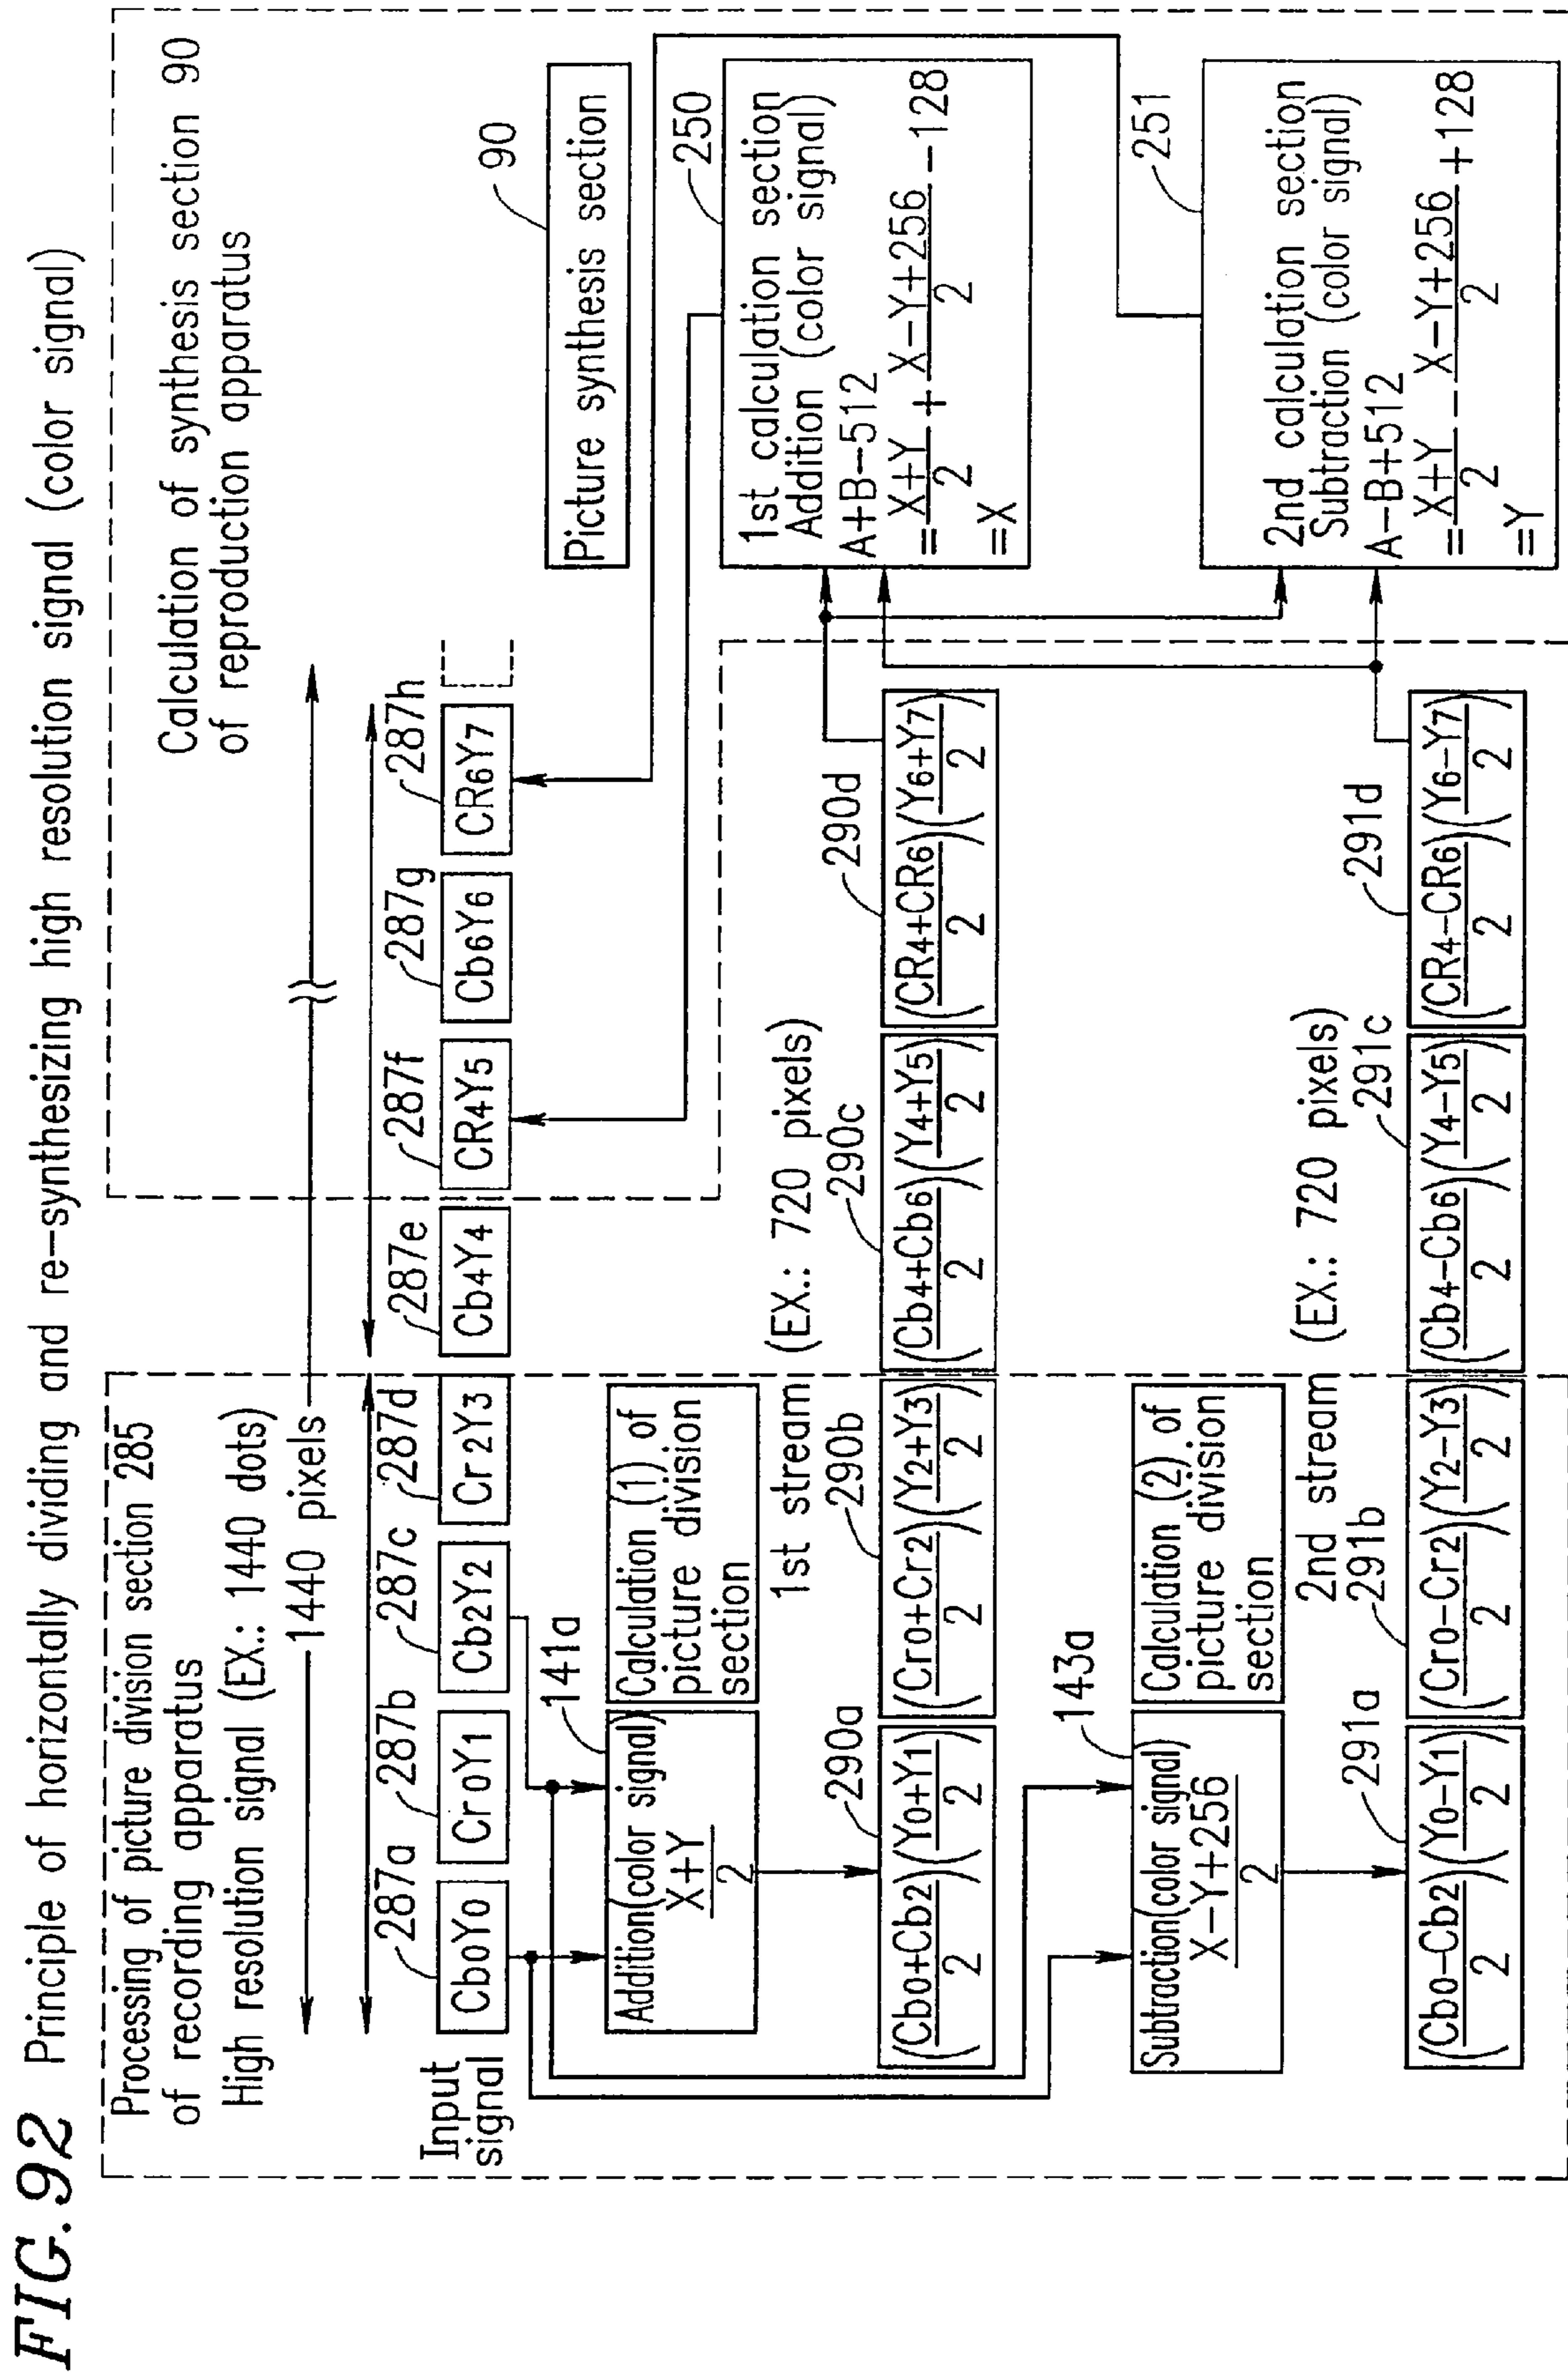 FIG. 92 Principle of horizontally dividing and re-synthesizing high resolution signal (color signal)
Processing of picture division section 285
of recording apparatus
High resolution signal (EX.: 1440 dots)
1440 pixels
Calculation of synthesis section 90
of reproduction apparatus
Input
signal
287a
287b
287c
287d
287e
287f
287g
287h
Cb0Y0
Cr0Y1
Cb2Y2
Cr2Y3
Cb4Y4
CR4Y5
Cb6Y6
CR6Y7
90
Picture synthesis section
141a
Addition(color signal)
X+Y
2
Calculation (1) of
picture division
section
250
1st calculation section
Addition (color signal)
A+B-512
=X+Y/2 + X-Y+256/2 -128
=X
1st stream (EX.: 720 pixels)
290a
290b
290c
290d
(Cb0+Cb2/2)(Y0+Y1/2)
(Cr0+Cr2/2)(Y2+Y3/2)
(Cb4+Cb6/2)(Y4+Y5/2)
(CR4+CR6/2)(Y6+Y7/2)
143a
Subtraction(color signal)
X-Y+256
2
Calculation (2) of
picture division
section
251
2nd calculation section
Subtraction (color signal)
A-B+512
=X+Y/2 - X-Y+256/2 +128
=Y
2nd stream (EX.: 720 pixels)
291a
291b
291c
291d
(Cb0-Cb2/2)(Y0-Y1/2)
(Cr0-Cr2/2)(Y2-Y3/2)
(Cb4-Cb6/2)(Y4-Y5/2)
(CR4-CR6/2)(Y6-Y7/2)